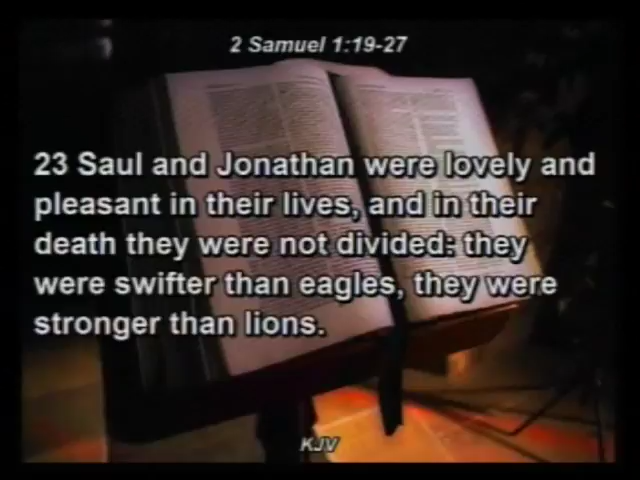 2 Samuel 1:19-27
23 Saul and Jonathan were lovely and
pleasant in their lives, and in their
death they were not divided: they
were swifter than eagles, they were
stronger than lions.
KJV